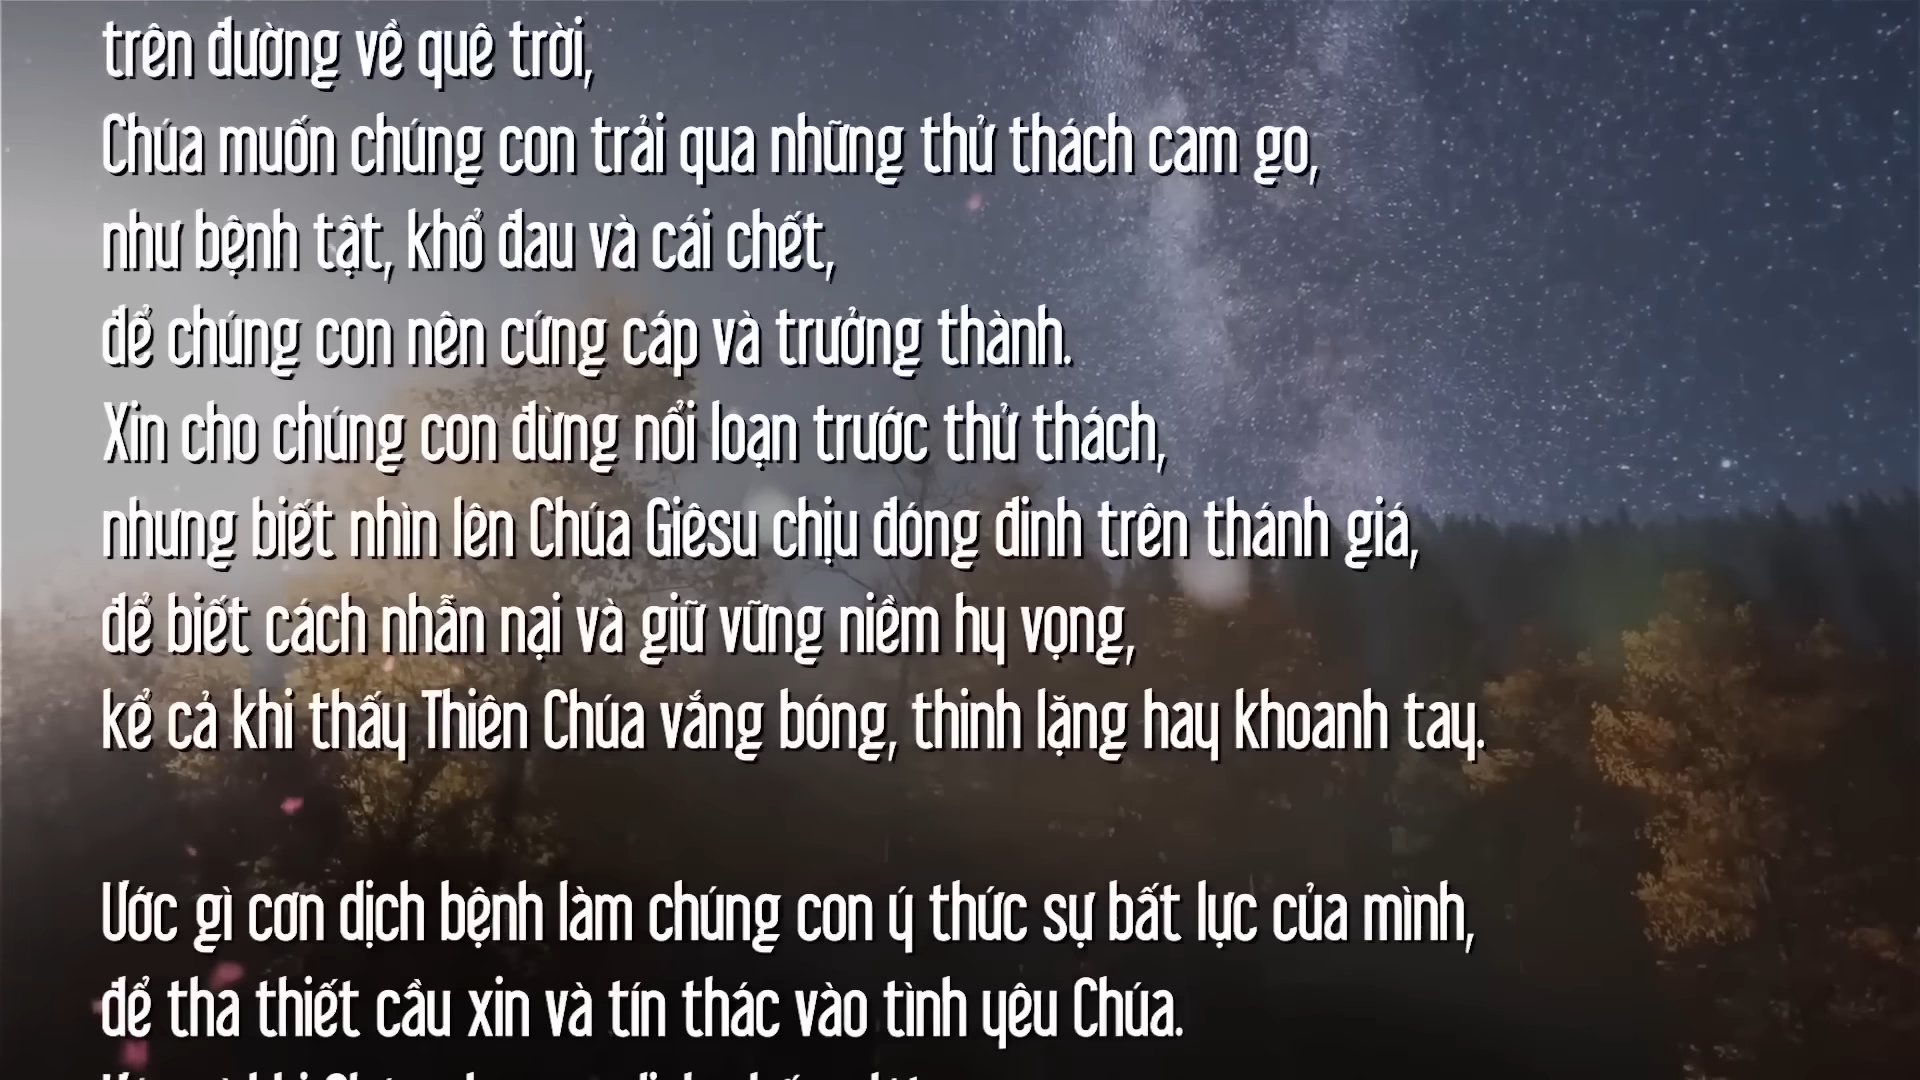 trên đường về quê trời,
Chúa muốn chúng con trải qua những thử thách cam go,
như bệnh tật, khổ đau và cái chết,
để chúng con nên cứng cáp và trưởng thành.
Xin cho chúng con đừng nổi loạn trước thử thách,
nhưng biết nhìn lên Chúa Giêsu chịu đóng đinh trên thánh giá,
để biết cách nhẫn nại và giữ vững niềm hy vọng,
kể cả khi thấy Thiên Chúa vắng bóng, thinh lặng hay khoanh tay.
Ước gì cơn dịch bệnh làm chúng con ý thức sự bất lực của mình,
để tha thiết cầu xin và tín thác vào tình yêu Chúa.